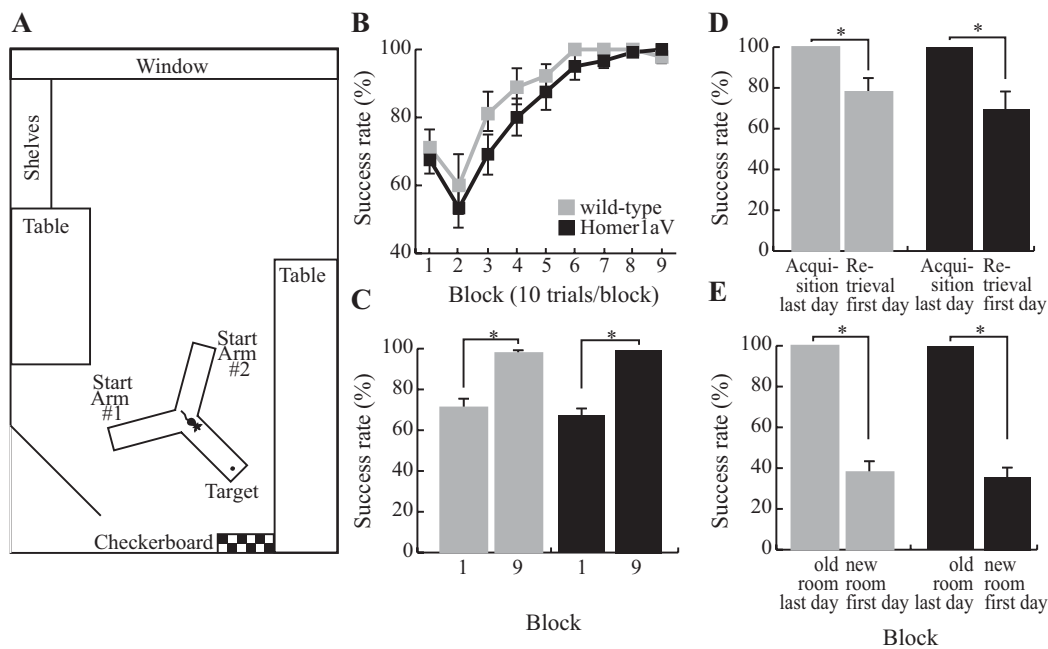 A
Window
Shelves
Table
Table
Start
Arm
#2
Start
Arm
#1
Target
Checkerboard
B
Success rate (%)
100
80
60
40
1 2 3 4 5 6 7 8 9
wild-type
Homer1aV
Block (10 trials/block)
C
Success rate (%)
100
80
60
40
20
0
* *
1 9 1 9
Block
D
Success rate (%)
100
80
60
40
20
0
* *
Acqui- Re- Acqui- Re-
sition trieval sition trieval
last day first day last day first day
E
Success rate (%)
100
80
60
40
20
0
* *
old new old new
room room room room
last day first day last day first day
Block